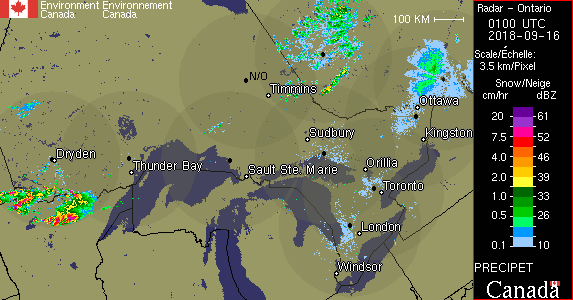 Environment Environnement
Canada Canada
100 KM
N/O
Timmins
Ottawa
Kingston
Sudbury
Dryden
Thunder Bay
Sault Ste. Marie
Orillia
Toronto
London
Windsor
Radar - Ontario
0100 UTC
2018-09-16
Scale/Échelle:
3.5 km/Pixel
Snow/Neige
cm/hr dBZ
20 61
7.5 52
4.0 46
2.0 39
1.0 33
0.5 26
0.1 10
PRECIPET
Canada